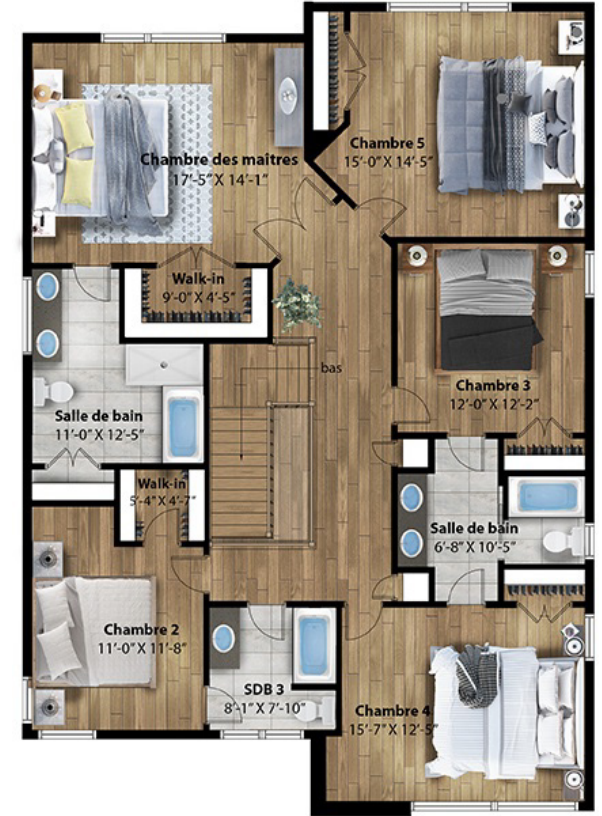 Chambre 5
15'-0" X 14'-5"
Chambre des maitres
17'-5" X 14'-1"
Walk-in
9'-0" X 4'-5"
bas
Chambre 3
12'-0" X 12'-2"
Salle de bain
11'-0" X 12'-5"
Walk-in
5'-4" X 4'-7"
Salle de bain
6'-8" X 10'-5"
Chambre 2
11'-0" X 11'-8"
SDB 3
8'-1" X 7'-10"
Chambre 4
15'-7" X 12'-5"